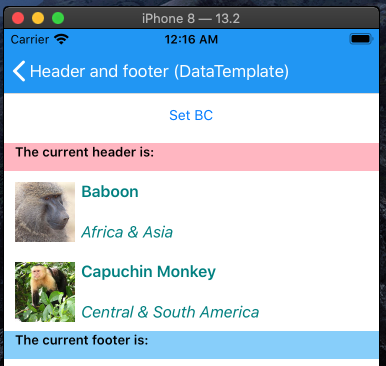 iPhone 8 — 13.2
Carrier 12:16 AM
Header and footer (DataTemplate)
Set BC
The current header is:
Baboon
Africa & Asia
Capuchin Monkey
Central & South America
The current footer is: